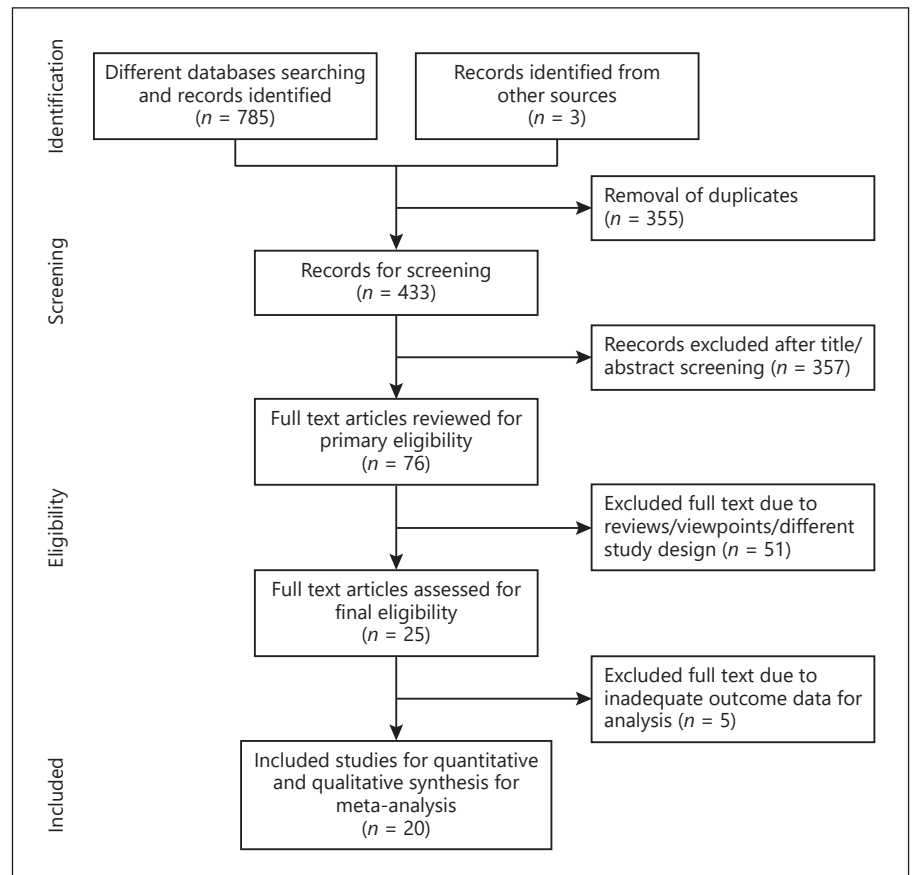 Identification
Different databases searching
and records identified
(n = 785)
Records identified from
other sources
(n = 3)
Removal of duplicates
(n = 355)
Screening
Records for screening
(n = 433)
Reecords excluded after title/
abstract screening (n = 357)
Full text articles reviewed for
primary eligibility
(n = 76)
Eligibility
Excluded full text due to
reviews/viewpoints/different
study design (n = 51)
Full text articles assessed for
final eligibility
(n = 25)
Excluded full text due to
inadequate outcome data for
analysis (n = 5)
Included
Included studies for quantitative
and qualitative synthesis for
meta-analysis
(n = 20)